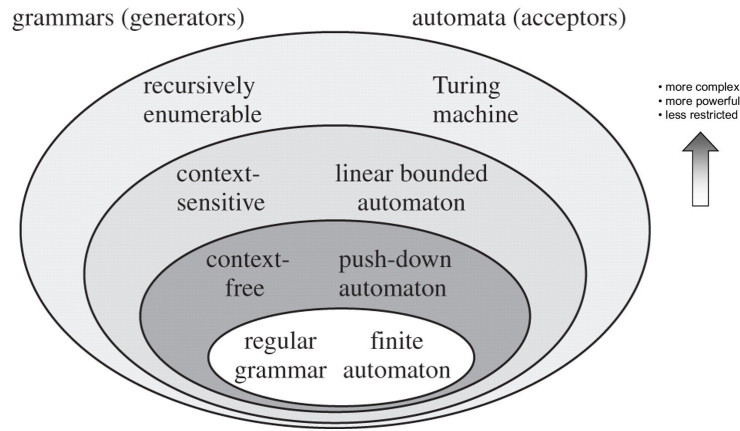 grammars (generators)
automata (acceptors)
recursively
enumerable
Turing
machine
• more complex
• more powerful
• less restricted
context-
sensitive
linear bounded
automaton
context-
free
push-down
automaton
regular
grammar
finite
automaton